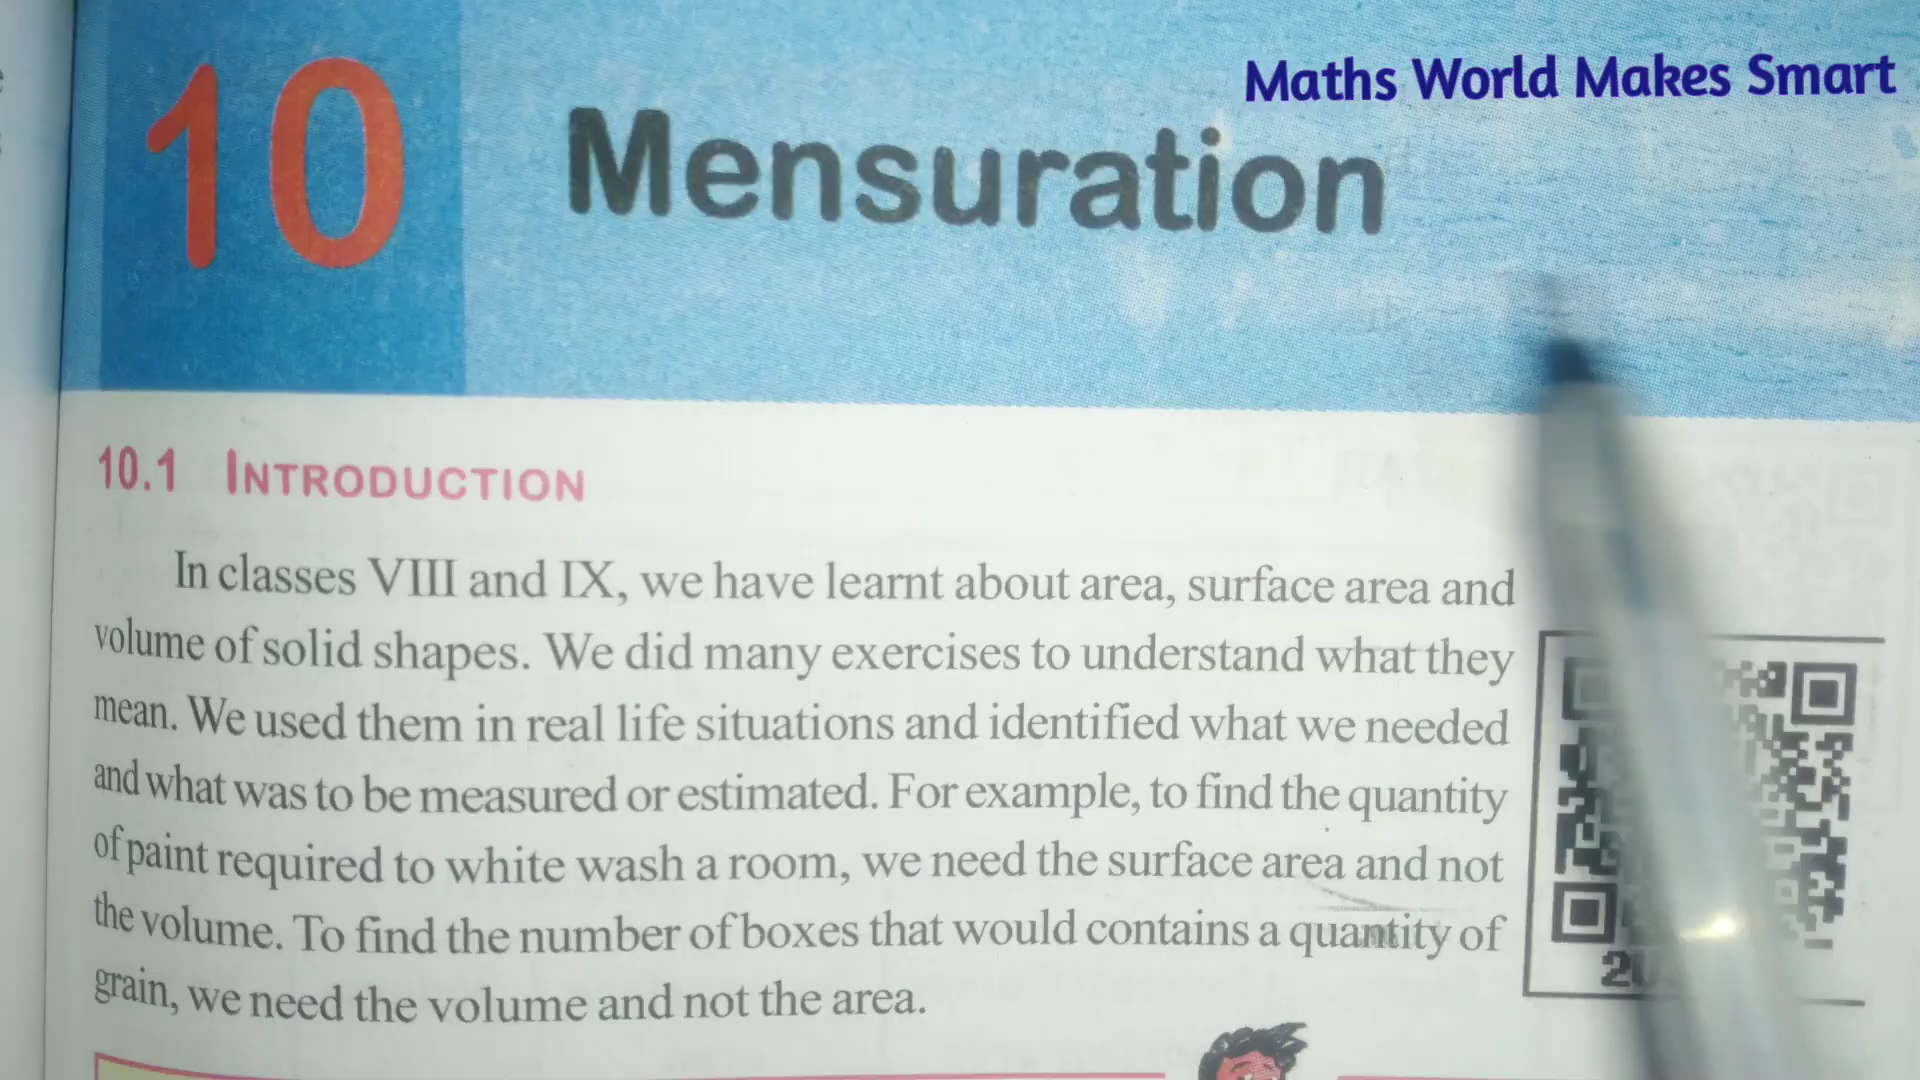 Maths World Makes Smart
10 Mensuration
10.1 INTRODUCTION
In classes VIII and IX, we have learnt about area, surface area and
volume of solid shapes. We did many exercises to understand what they
mean. We used them in real life situations and identified what we needed
and what was to be measured or estimated. For example, to find the quantity
of paint required to white wash a room, we need the surface area and not
the volume. To find the number of boxes that would contains a quantity of
grain, we need the volume and not the area.